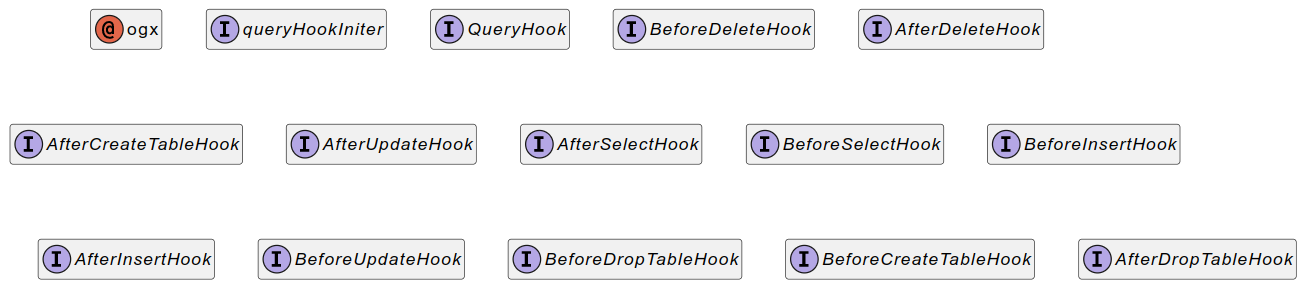 @ ogx I queryHookIniter I QueryHook I BeforeDeleteHook I AfterDeleteHook
I AfterCreateTableHook I AfterUpdateHook I AfterSelectHook I BeforeSelectHook I BeforeInsertHook
I AfterInsertHook I BeforeUpdateHook I BeforeDropTableHook I BeforeCreateTableHook I AfterDropTableHook